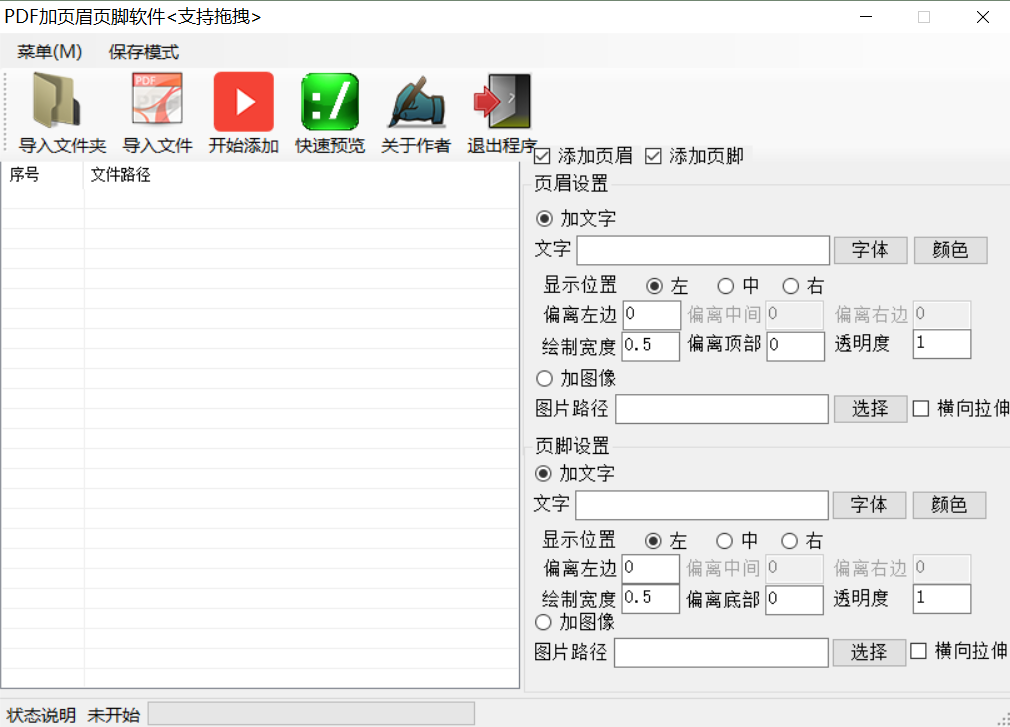 PDF加页眉页脚软件<支持拖拽>
菜单(M) 保存模式
PDF
:/
导入文件夹 导入文件 开始添加 快速预览 关于作者 退出程序
添加页眉 添加页脚
序号 文件路径
页眉设置
加文字
文字 字体 颜色
显示位置 左 中 右
偏离左边 0 偏离中间 0 偏离右边 0
绘制宽度 0.5 偏离顶部 0 透明度 1
加图像
图片路径 选择 横向拉伸
页脚设置
加文字
文字 字体 颜色
显示位置 左 中 右
偏离左边 0 偏离中间 0 偏离右边 0
绘制宽度 0.5 偏离底部 0 透明度 1
加图像
图片路径 选择 横向拉伸
状态说明 未开始